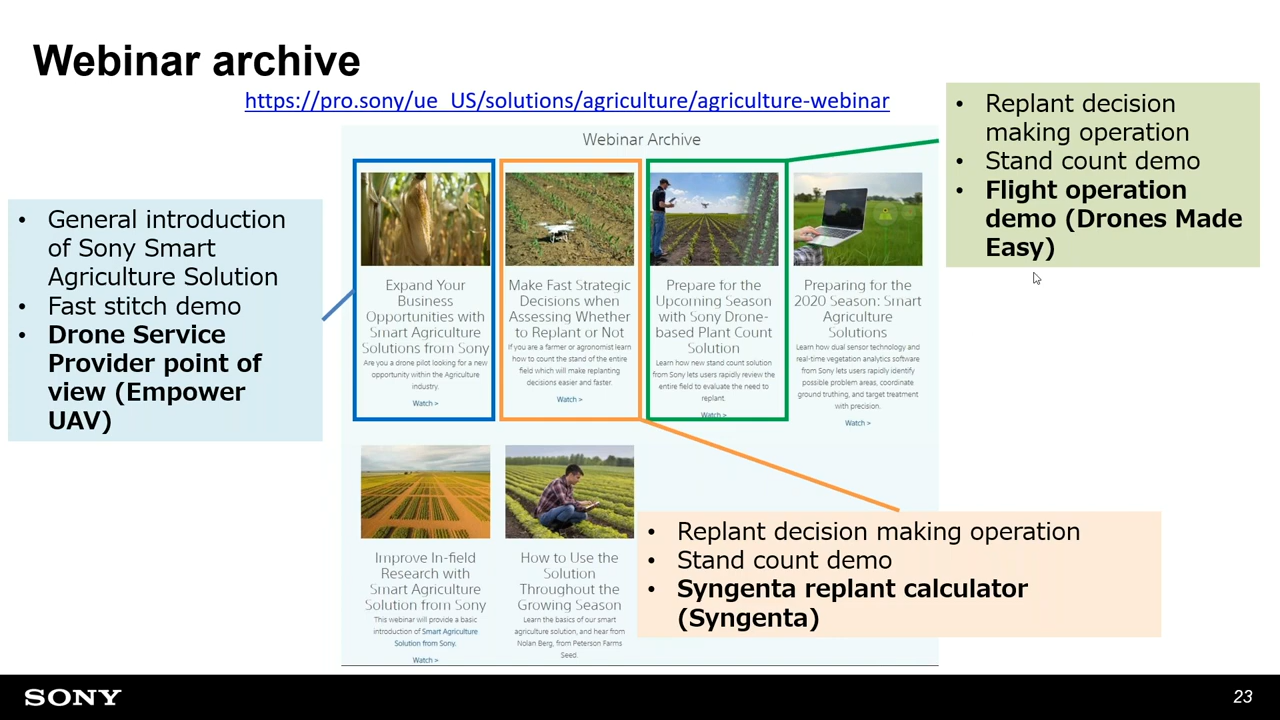 Webinar archive
https://pro.sony/ue_US/solutions/agriculture/agriculture-webinar
• Replant decision
making operation
• Stand count demo
• Flight operation
demo (Drones Made
Easy)
• General introduction
of Sony Smart
Agriculture Solution
• Fast stitch demo
• Drone Service
Provider point of
view (Empower
UAV)
Webinar Archive
Expand Your
Business
Opportunities with
Smart Agriculture
Solutions from Sony
Are you a drone pilot looking for a new
opportunity within the Agriculture
industry.
Watch >
Make Fast Strategic
Decisions when
Assessing Whether
to Replant or Not
If you are a farmer or agronomist learn
how to count the stand of the entire
field which will make replanting
decisions easier and faster.
Watch >
Prepare for the
Upcoming Season
with Sony Drone-
based Plant Count
Solution
Learn how new stand count solution
from Sony lets users rapidly review the
entire field to evaluate the need to
replant.
Watch >
Preparing for the
2020 Season: Smart
Agriculture
Solutions
Learn how dual sensor technology and
real-time vegetation analytics software
from Sony lets users rapidly identify
possible problem areas, coordinate
ground truthing, and target treatment
with precision.
Watch >
Improve In-field
Research with
Smart Agriculture
Solution from Sony
This webinar will provide a basic
introduction of Smart Agriculture
Solution from Sony.
Watch >
How to Use the
Solution
Throughout the
Growing Season
Learn the basics of our smart
agriculture solution, and hear from
Nolan Berg, from Peterson Farms
Seed.
• Replant decision making operation
• Stand count demo
• Syngenta replant calculator
(Syngenta)
SONY
23